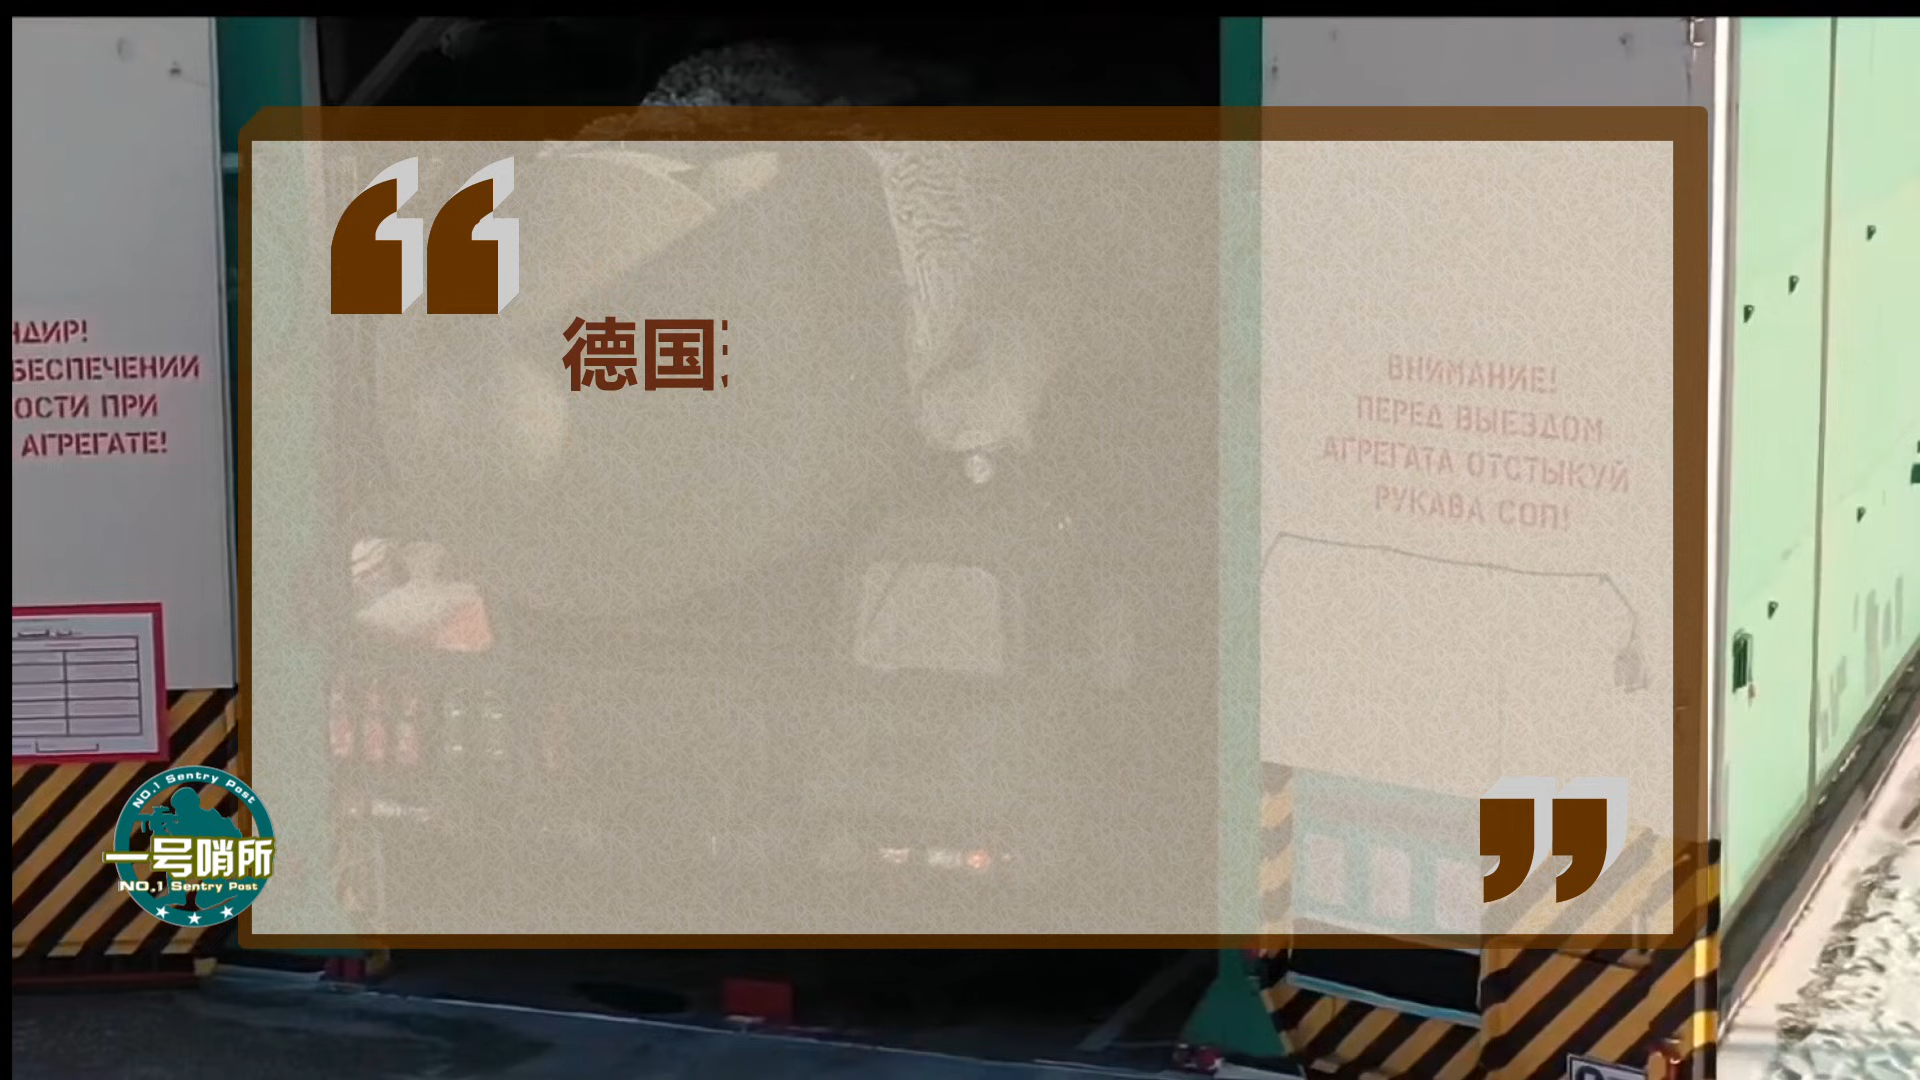 НДИР!
БЕСПЕЧЕНИИ
ОСТИ ПРИ
АГРЕГАТЕ!
德国
ВНИМАНИЕ!
ПЕРЕД ВЫЕЗДОМ
АГРЕГАТА ОТСТЫКУЙ
РУКАВА СОП!
NO.1 Sentry Post
一号哨所
NO.1 Sentry Post